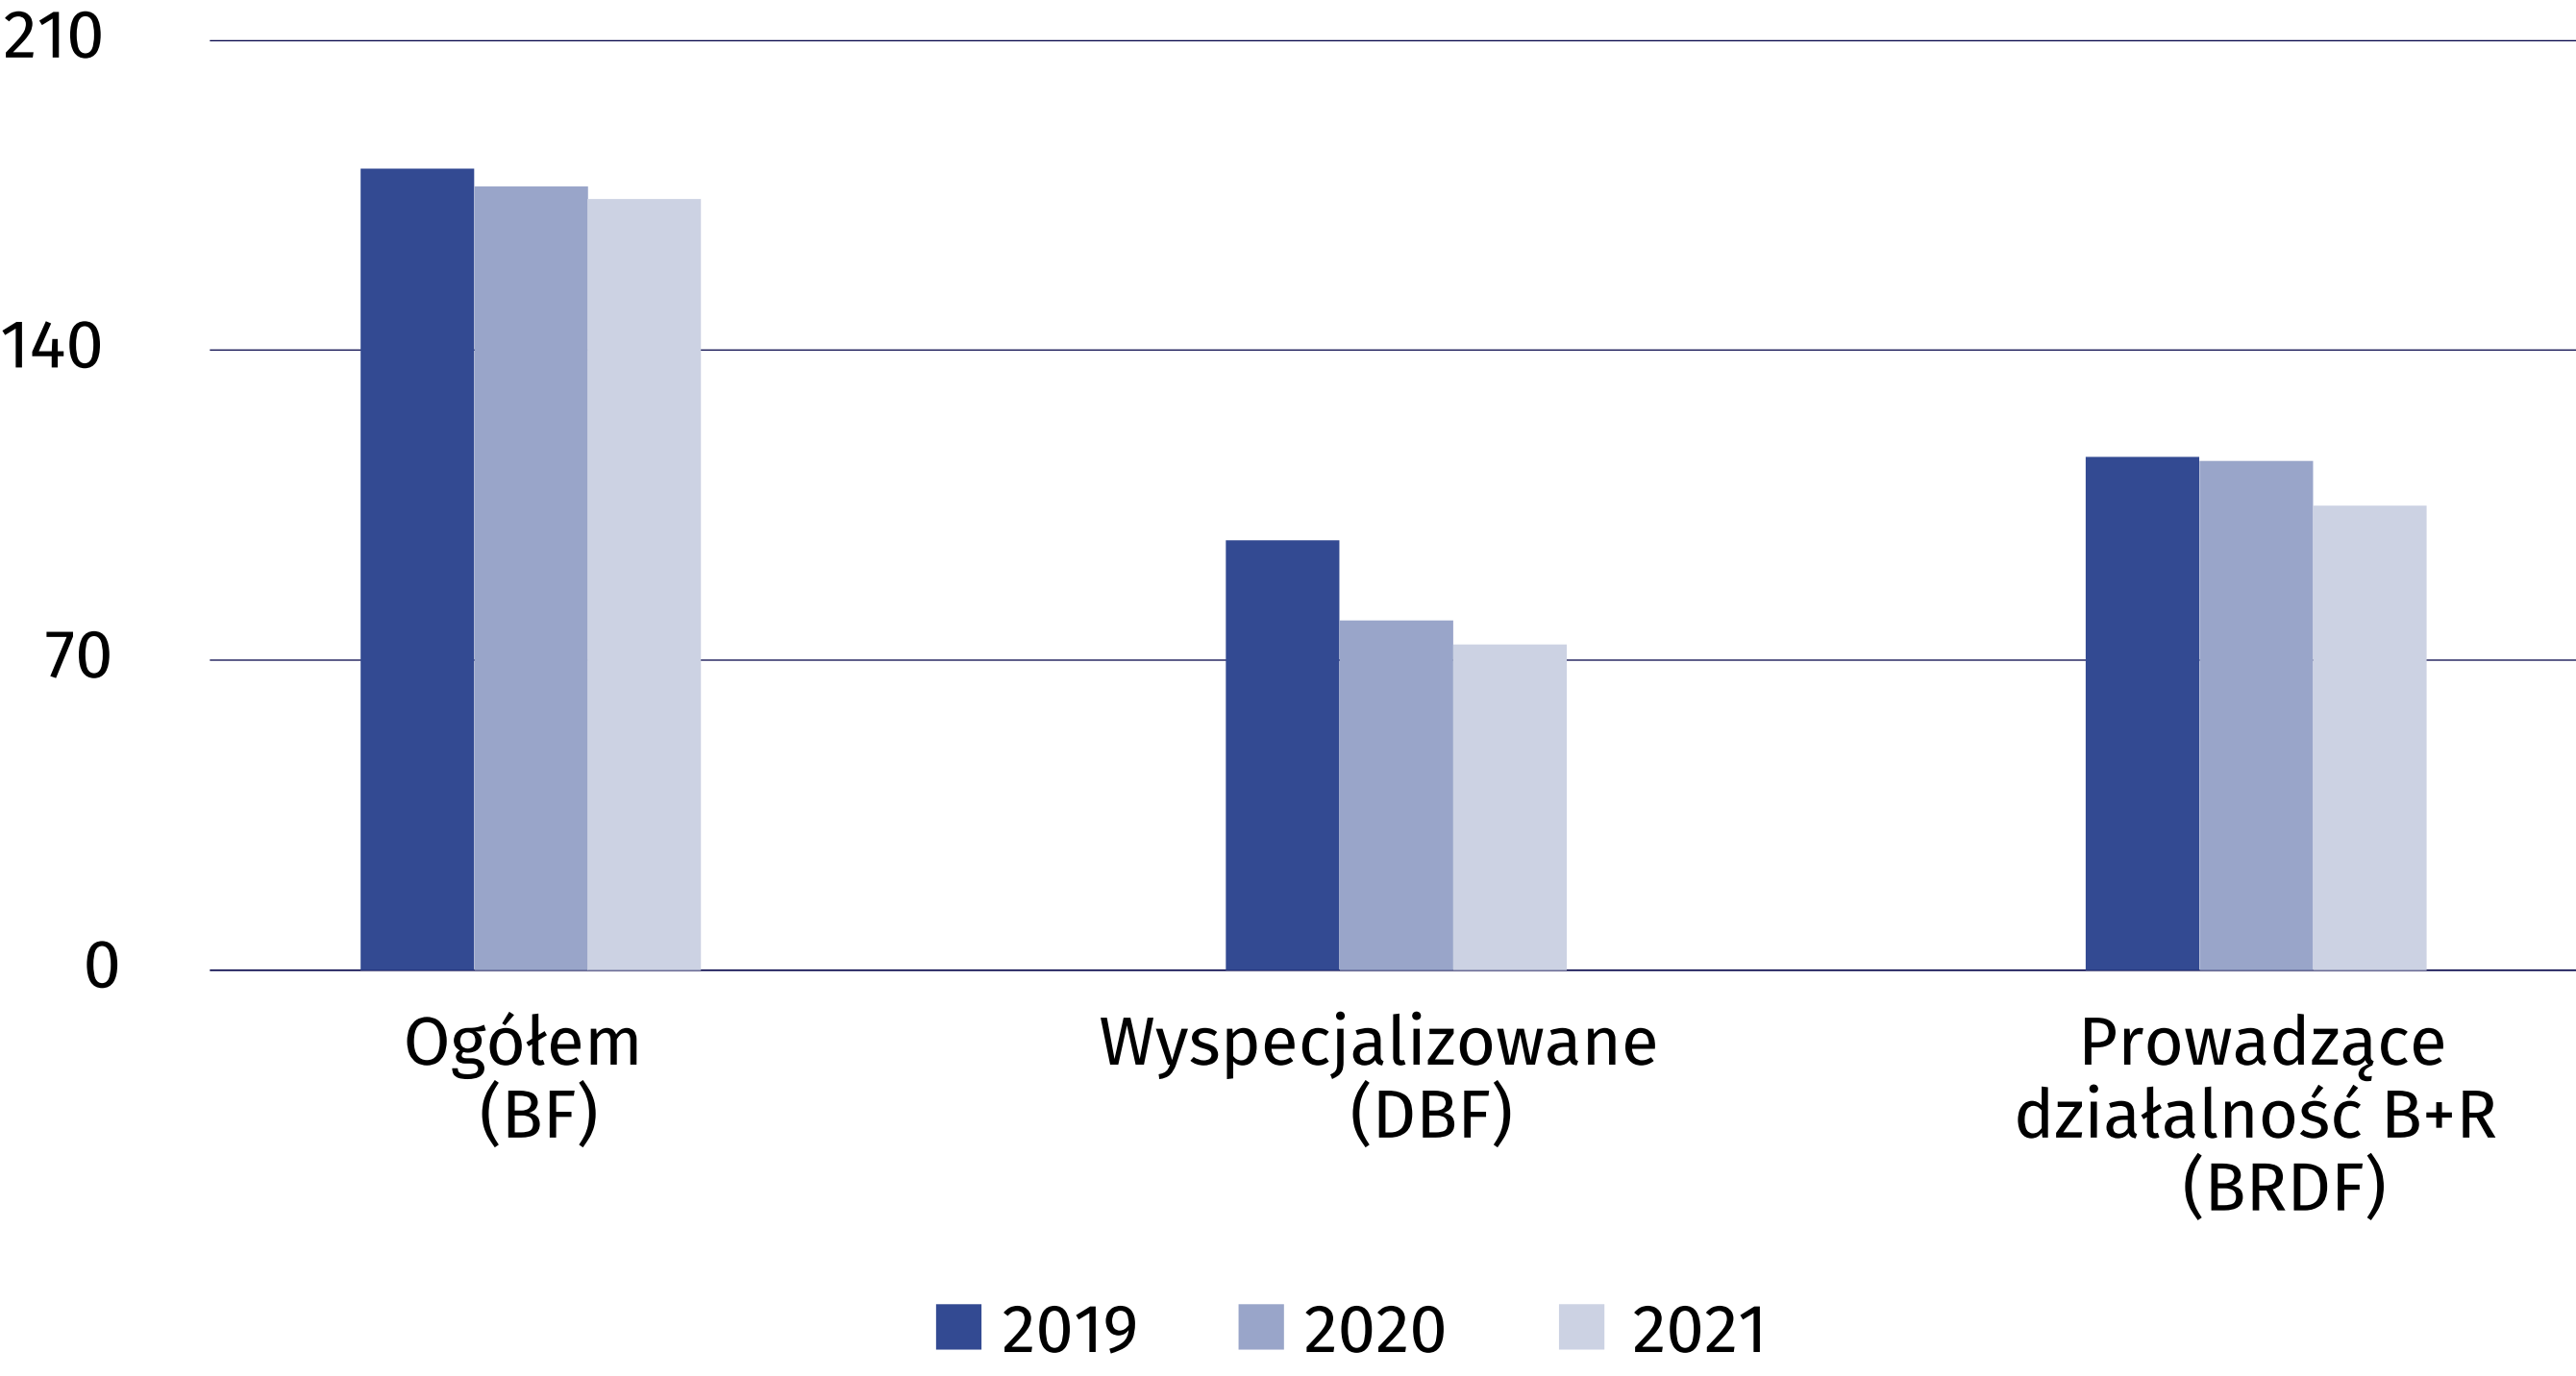 210
140
70
0
Ogółem
(BF)
Wyspecjalizowane
(DBF)
Prowadzące
działalność B+R
(BRDF)
2019 2020 2021